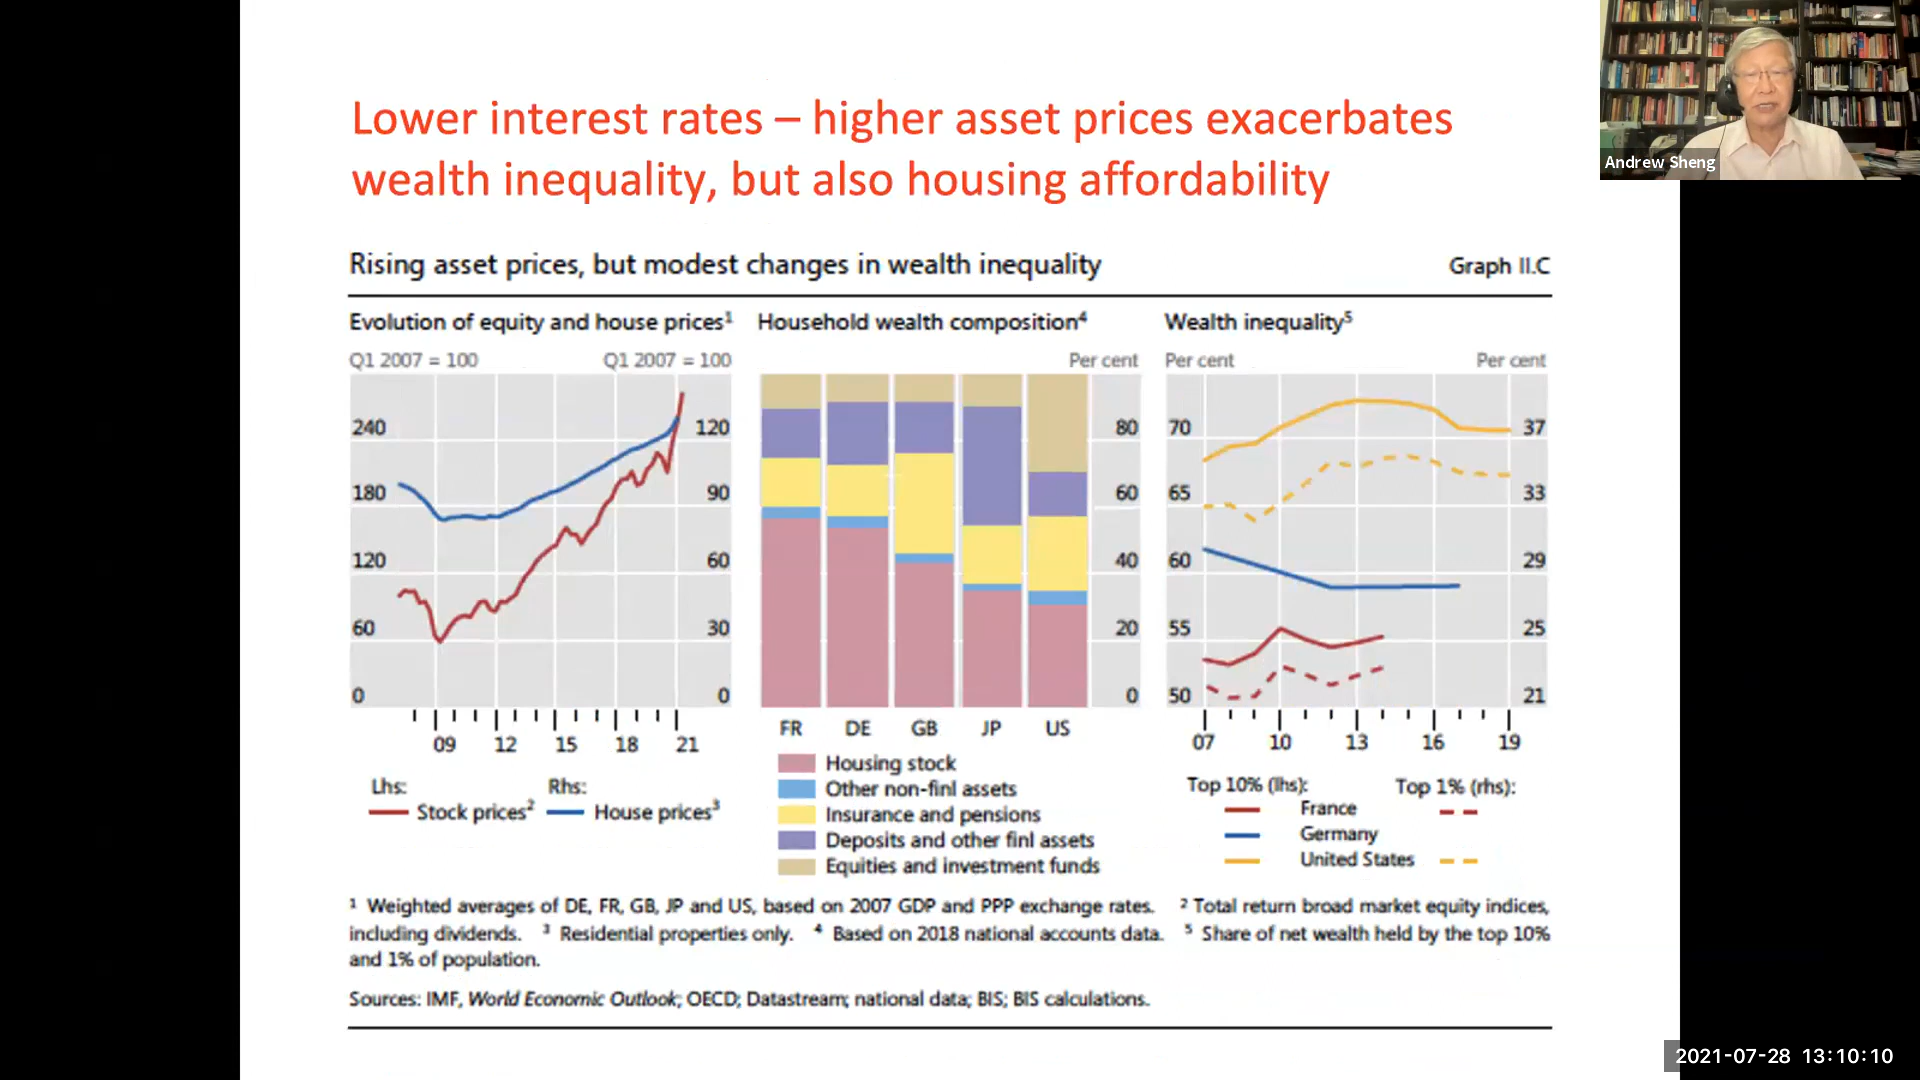 Lower interest rates – higher asset prices exacerbates
wealth inequality, but also housing affordability
Andrew Sheng
Rising asset prices, but modest changes in wealth inequality
Graph II.C
Evolution of equity and house prices¹
Q1 2007 = 100
Q1 2007 = 100
240
180
120
60
0
120
90
60
30
0
09 12 15 18 21
Lhs:
Rhs:
Stock prices²
House prices³
Household wealth composition⁴
Per cent
80
60
40
20
0
FR DE GB JP US
Housing stock
Other non-finl assets
Insurance and pensions
Deposits and other finl assets
Equities and investment funds
Wealth inequality⁵
Per cent
Per cent
70
65
60
55
50
37
33
29
25
21
07 10 13 16 19
Top 10% (lhs):
Top 1% (rhs):
France
Germany
United States
¹ Weighted averages of DE, FR, GB, JP and US, based on 2007 GDP and PPP exchange rates. ² Total return broad market equity indices,
including dividends. ³ Residential properties only. ⁴ Based on 2018 national accounts data. ⁵ Share of net wealth held by the top 10%
and 1% of population.
Sources: IMF, World Economic Outlook; OECD; Datastream; national data; BIS; BIS calculations.
2021-07-28 13:10:10